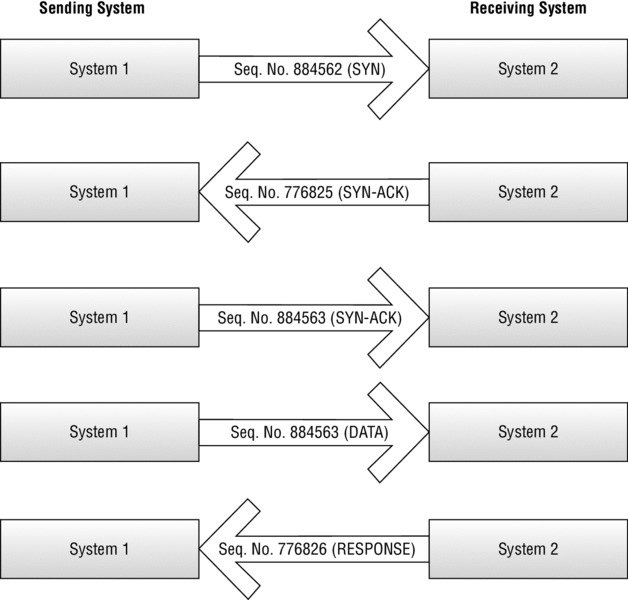 Sending System
Receiving System
System 1
Seq. No. 884562 (SYN)
System 2
System 1
Seq. No. 776825 (SYN-ACK)
System 2
System 1
Seq. No. 884563 (SYN-ACK)
System 2
System 1
Seq. No. 884563 (DATA)
System 2
System 1
Seq. No. 776826 (RESPONSE)
System 2